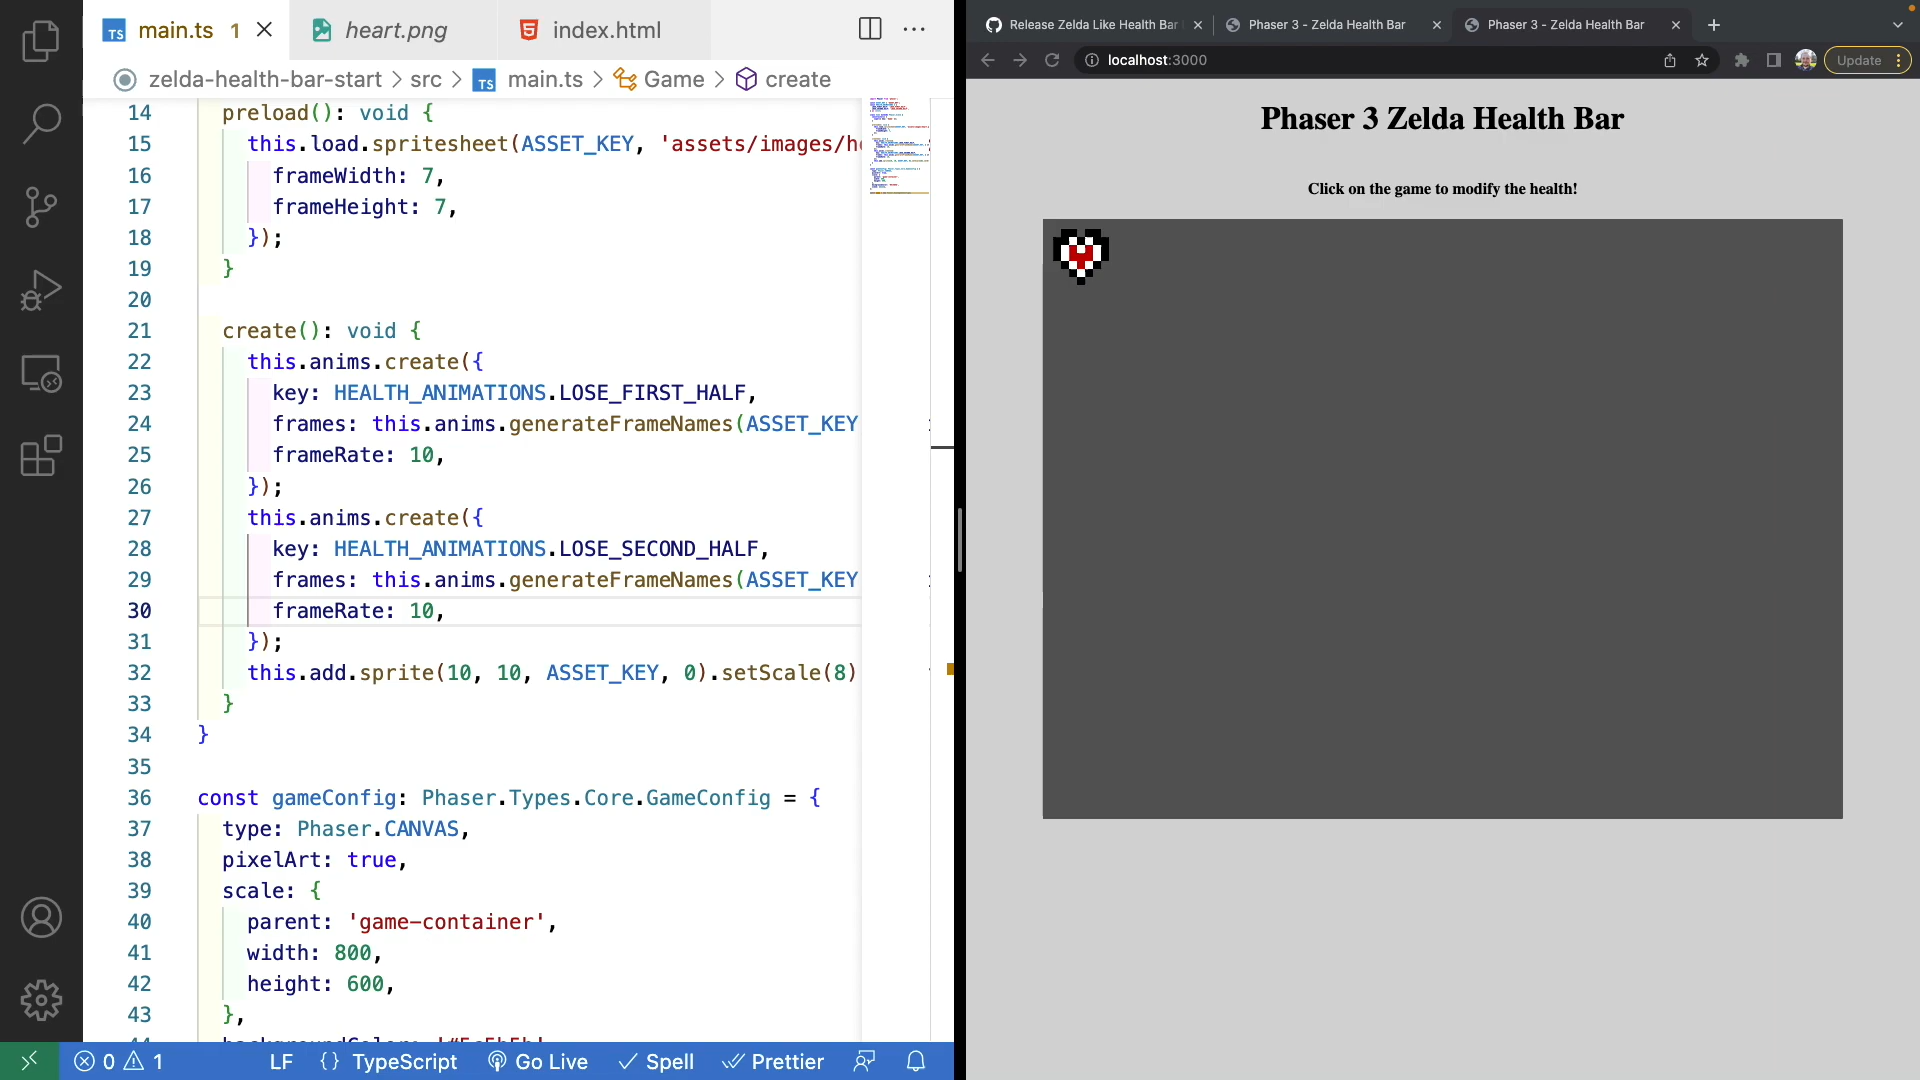 main.ts 1
heart.png
index.html
zelda-health-bar-start > src > main.ts > Game > create
14 preload(): void {
15 this.load.spritesheet(ASSET_KEY, 'assets/images/he
16 frameWidth: 7,
17 frameHeight: 7,
18 });
19 }
20
21 create(): void {
22 this.anims.create({
23 key: HEALTH_ANIMATIONS.LOSE_FIRST_HALF,
24 frames: this.anims.generateFrameNames(ASSET_KEY
25 frameRate: 10,
26 });
27 this.anims.create({
28 key: HEALTH_ANIMATIONS.LOSE_SECOND_HALF,
29 frames: this.anims.generateFrameNames(ASSET_KEY
30 frameRate: 10,
31 });
32 this.add.sprite(10, 10, ASSET_KEY, 0).setScale(8)
33 }
34 }
35
36 const gameConfig: Phaser.Types.Core.GameConfig = {
37 type: Phaser.CANVAS,
38 pixelArt: true,
39 scale: {
40 parent: 'game-container',
41 width: 800,
42 height: 600,
43 },
0 1 LF {} TypeScript Go Live Spell Prettier
Release Zelda Like Health Bar
Phaser 3 - Zelda Health Bar
Phaser 3 - Zelda Health Bar
localhost:3000
Update
Phaser 3 Zelda Health Bar
Click on the game to modify the health!